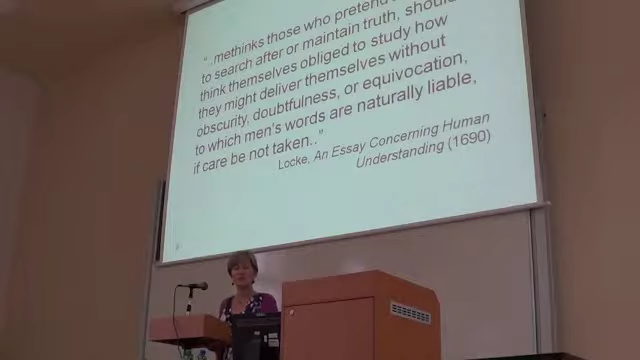 "..methinks those who pretend
to search after or maintain truth, should
think themselves obliged to study how
they might deliver themselves without
obscurity, doubtfulness, or equivocation,
to which men's words are naturally liable,
if care be not taken.."
Locke, An Essay Concerning Human
Understanding (1690)